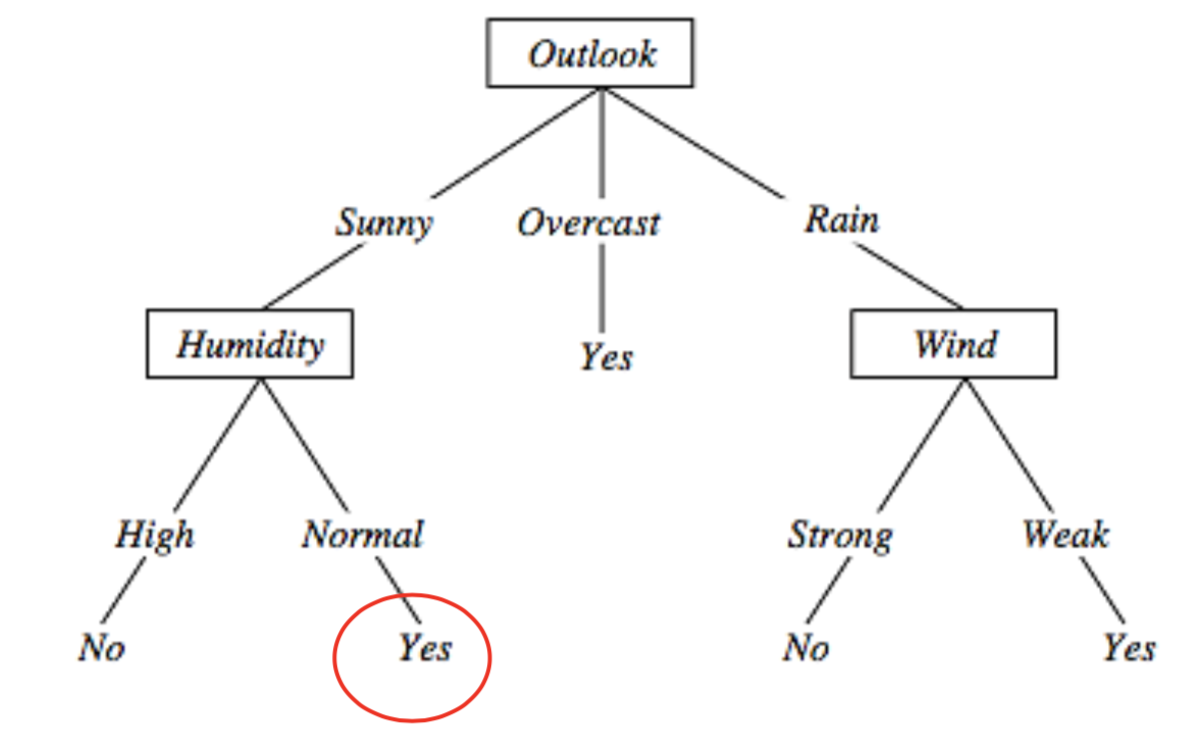 Outlook
Sunny Overcast Rain
Humidity Yes Wind
High Normal Strong Weak
No Yes No Yes